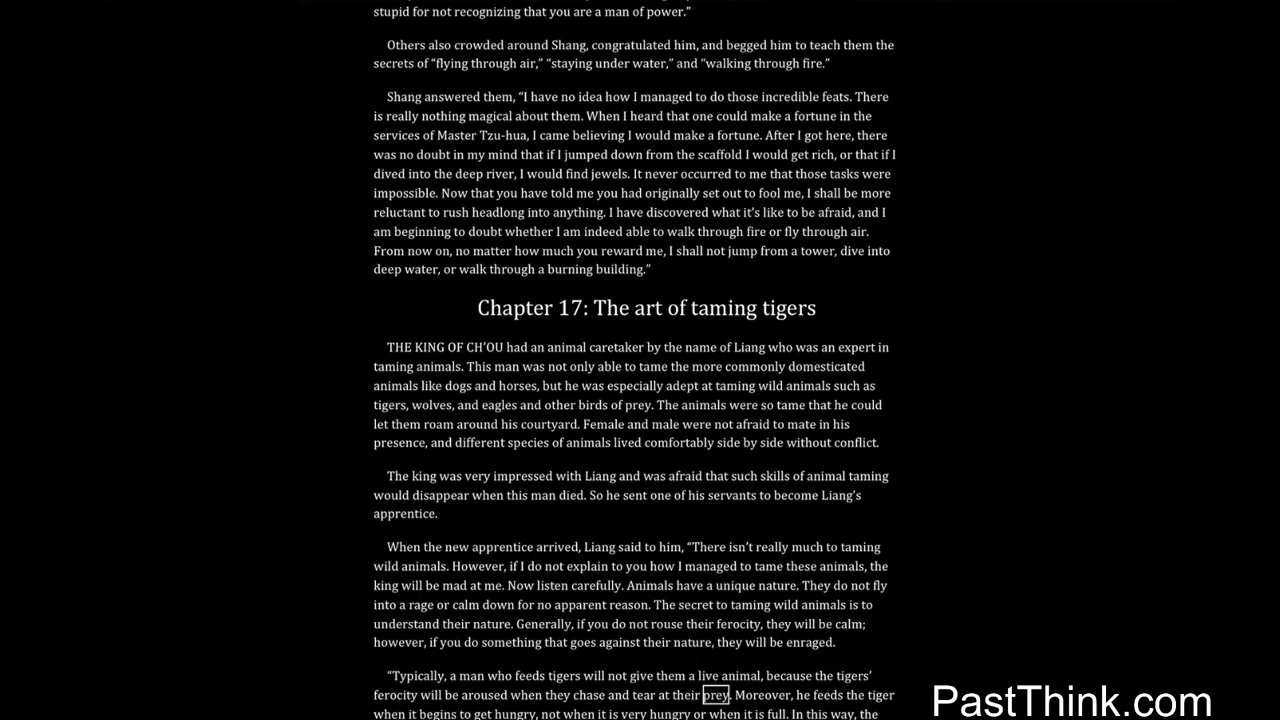 stupid for not recognizing that you are a man of power.”
Others also crowded around Shang, congratulated him, and begged him to teach them the
secrets of “flying through air,” “staying under water,” and “walking through fire.”
Shang answered them, “I have no idea how I managed to do those incredible feats. There
is really nothing magical about them. When I heard that one could make a fortune in the
services of Master Tzu-hua, I came believing I would make a fortune. After I got here, there
was no doubt in my mind that if I jumped down from the scaffold I would get rich, or that if I
dived into the deep river, I would find jewels. It never occurred to me that those tasks were
impossible. Now that you have told me you had originally set out to fool me, I shall be more
reluctant to rush headlong into anything. I have discovered what it’s like to be afraid, and I
am beginning to doubt whether I am indeed able to walk through fire or fly through air.
From now on, no matter how much you reward me, I shall not jump from a tower, dive into
deep water, or walk through a burning building.”
Chapter 17: The art of taming tigers
THE KING OF CH’OU had an animal caretaker by the name of Liang who was an expert in
taming animals. This man was not only able to tame the more commonly domesticated
animals like dogs and horses, but he was especially adept at taming wild animals such as
tigers, wolves, and eagles and other birds of prey. The animals were so tame that he could
let them roam around his courtyard. Female and male were not afraid to mate in his
presence, and different species of animals lived comfortably side by side without conflict.
The king was very impressed with Liang and was afraid that such skills of animal taming
would disappear when this man died. So he sent one of his servants to become Liang’s
apprentice.
When the new apprentice arrived, Liang said to him, “There isn’t really much to taming
wild animals. However, if I do not explain to you how I managed to tame these animals, the
king will be mad at me. Now listen carefully. Animals have a unique nature. They do not fly
into a rage or calm down for no apparent reason. The secret to taming wild animals is to
understand their nature. Generally, if you do not rouse their ferocity, they will be calm;
however, if you do something that goes against their nature, they will be enraged.
“Typically, a man who feeds tigers will not give them a live animal, because the tigers’
ferocity will be aroused when they chase and tear at their prey. Moreover, he feeds the tiger
when it begins to get hungry, not when it is very hungry or when it is full. In this way, the
PastThink.com